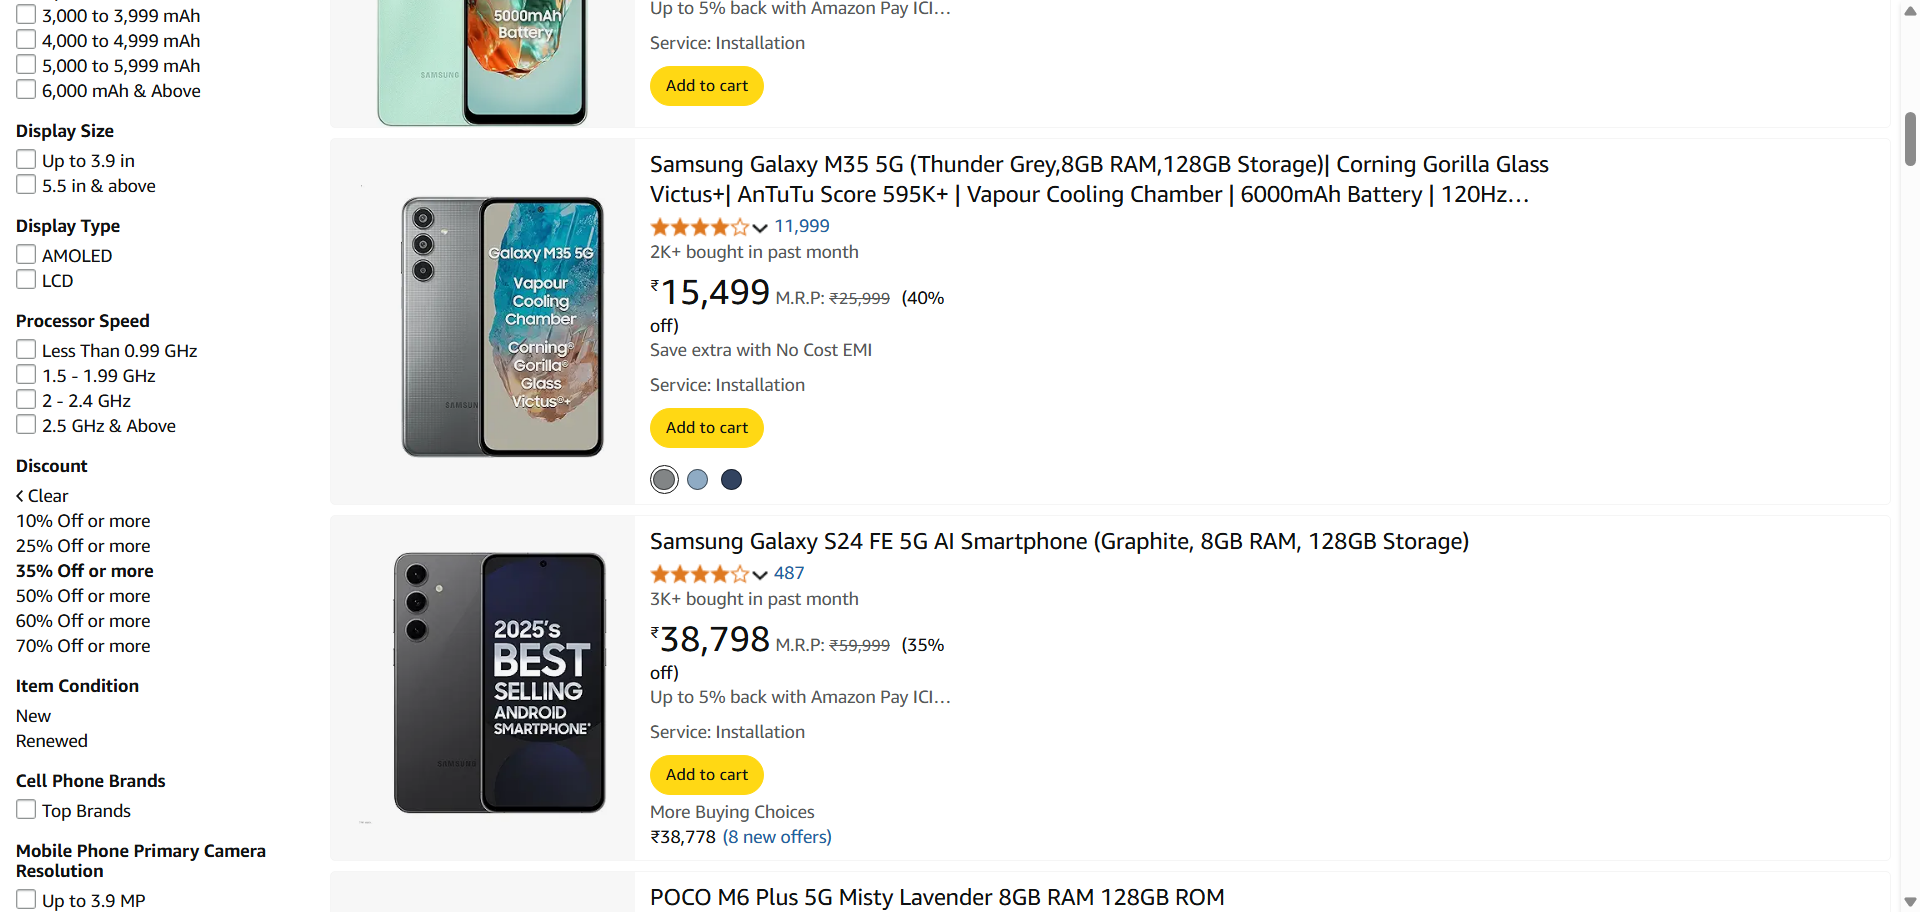 3,000 to 3,999 mAh
4,000 to 4,999 mAh
5,000 to 5,999 mAh
6,000 mAh & Above
Display Size
Up to 3.9 in
5.5 in & above
Display Type
AMOLED
LCD
Processor Speed
Less Than 0.99 GHz
1.5 - 1.99 GHz
2 - 2.4 GHz
2.5 GHz & Above
Discount
Clear
10% Off or more
25% Off or more
35% Off or more
50% Off or more
60% Off or more
70% Off or more
Item Condition
New
Renewed
Cell Phone Brands
Top Brands
Mobile Phone Primary Camera
Resolution
Up to 3.9 MP
5000mAh
Battery
SAMSUNG
Up to 5% back with Amazon Pay ICI…
Service: Installation
Add to cart
Galaxy M35 5G
Vapour
Cooling
Chamber
Corning®
Gorilla®
Glass
Victus®+
SAMSUN
Samsung Galaxy M35 5G (Thunder Grey,8GB RAM,128GB Storage)| Corning Gorilla Glass
Victus+| AnTuTu Score 595K+ | Vapour Cooling Chamber | 6000mAh Battery | 120Hz…
11,999
2K+ bought in past month
₹15,499 M.R.P: ₹25,999 (40%
off)
Save extra with No Cost EMI
Service: Installation
Add to cart
2025's
BEST
SELLING
ANDROID
SMARTPHONE*
SAMSUNG
Samsung Galaxy S24 FE 5G AI Smartphone (Graphite, 8GB RAM, 128GB Storage)
487
3K+ bought in past month
₹38,798 M.R.P: ₹59,999 (35%
off)
Up to 5% back with Amazon Pay ICI…
Service: Installation
Add to cart
More Buying Choices
₹38,778 (8 new offers)
POCO M6 Plus 5G Misty Lavender 8GB RAM 128GB ROM